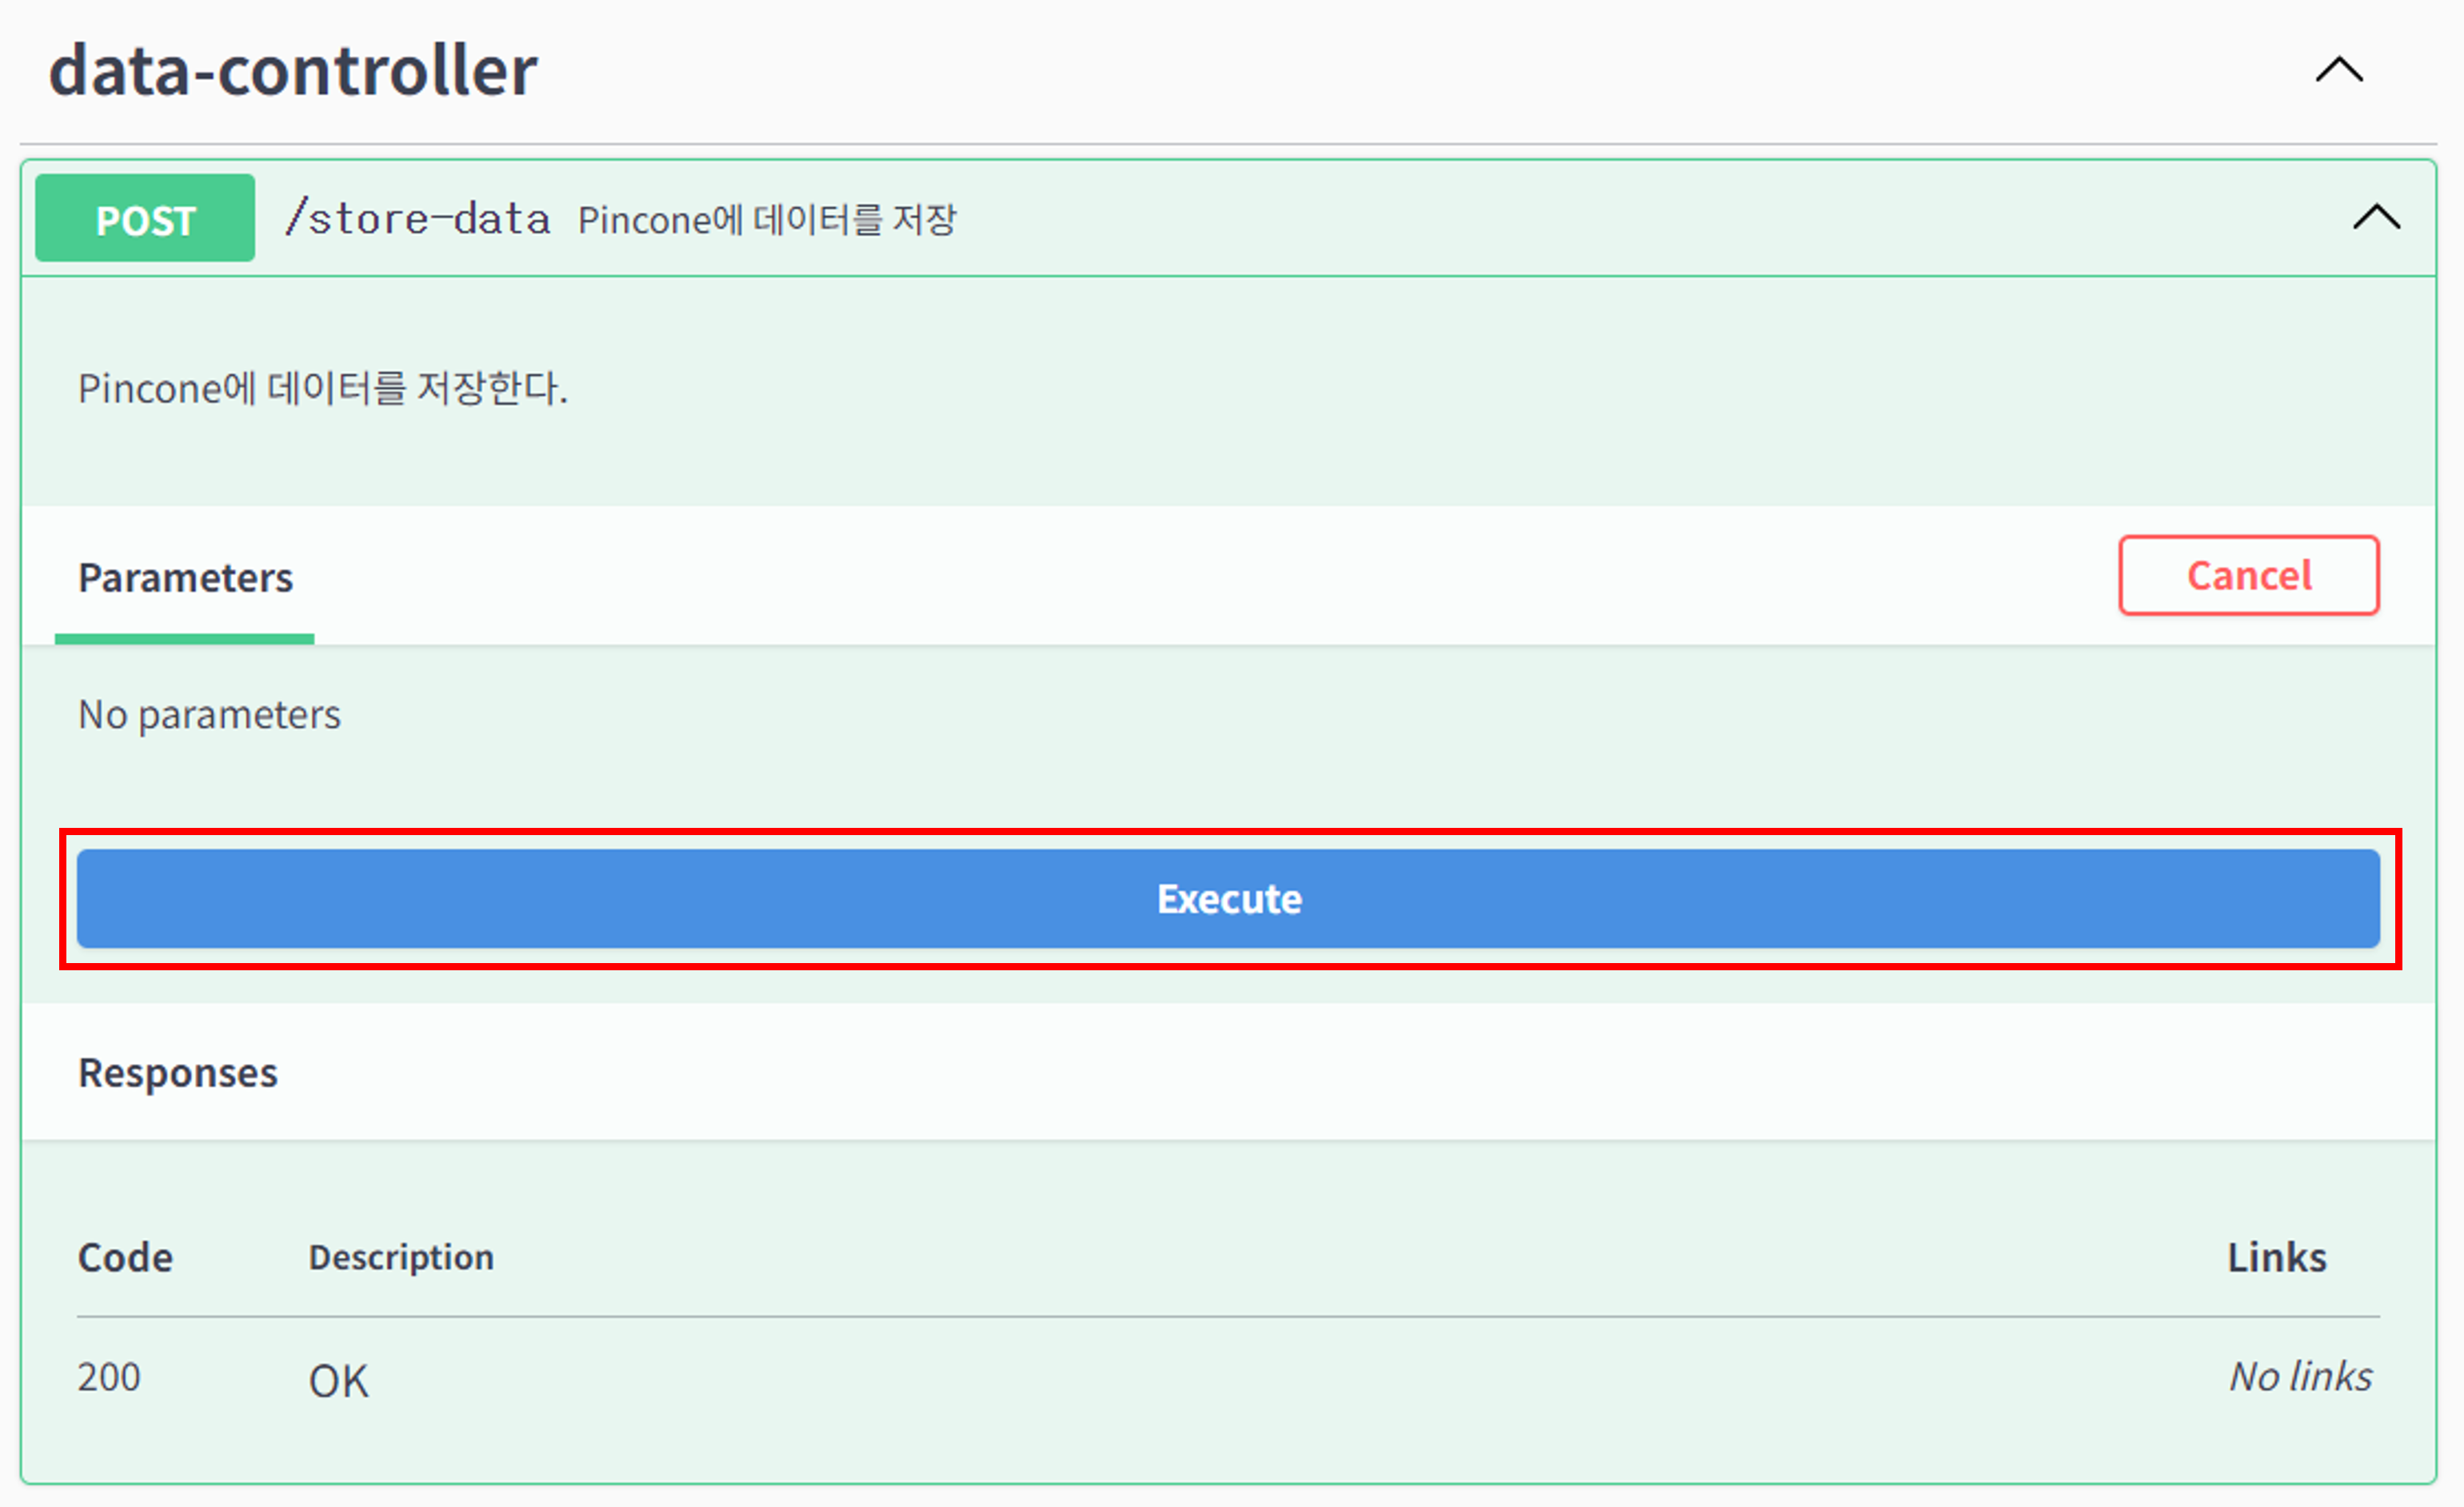 data-controller
POST /store-data Pincone에 데이터를 저장
Pincone에 데이터를 저장한다.
Parameters Cancel
No parameters
Execute
Responses
Code Description Links
200 OK No links